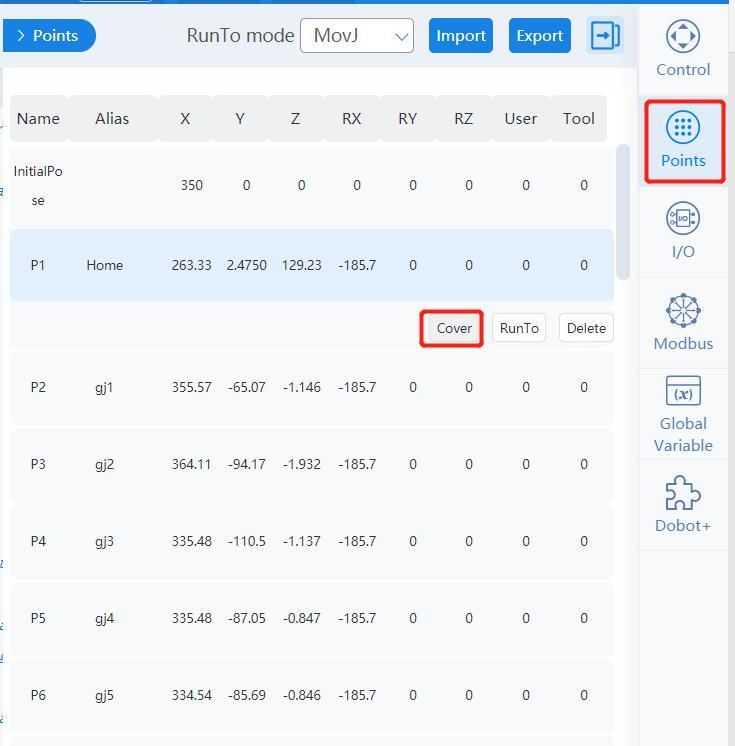 Points RunTo mode MovJ Import Export
Control
Points
I/O
Modbus
Global
Variable
Dobot+
Name Alias X Y Z RX RY RZ User Tool
InitialPo
se 350 0 0 0 0 0 0 0
P1 Home 263.33 2.4750 129.23 -185.7 0 0 0 0
Cover RunTo Delete
P2 gj1 355.57 -65.07 -1.146 -185.7 0 0 0 0
P3 gj2 364.11 -94.17 -1.932 -185.7 0 0 0 0
P4 gj3 335.48 -110.5 -1.137 -185.7 0 0 0 0
P5 gj4 335.48 -87.05 -0.847 -185.7 0 0 0 0
P6 gj5 334.54 -85.69 -0.846 -185.7 0 0 0 0